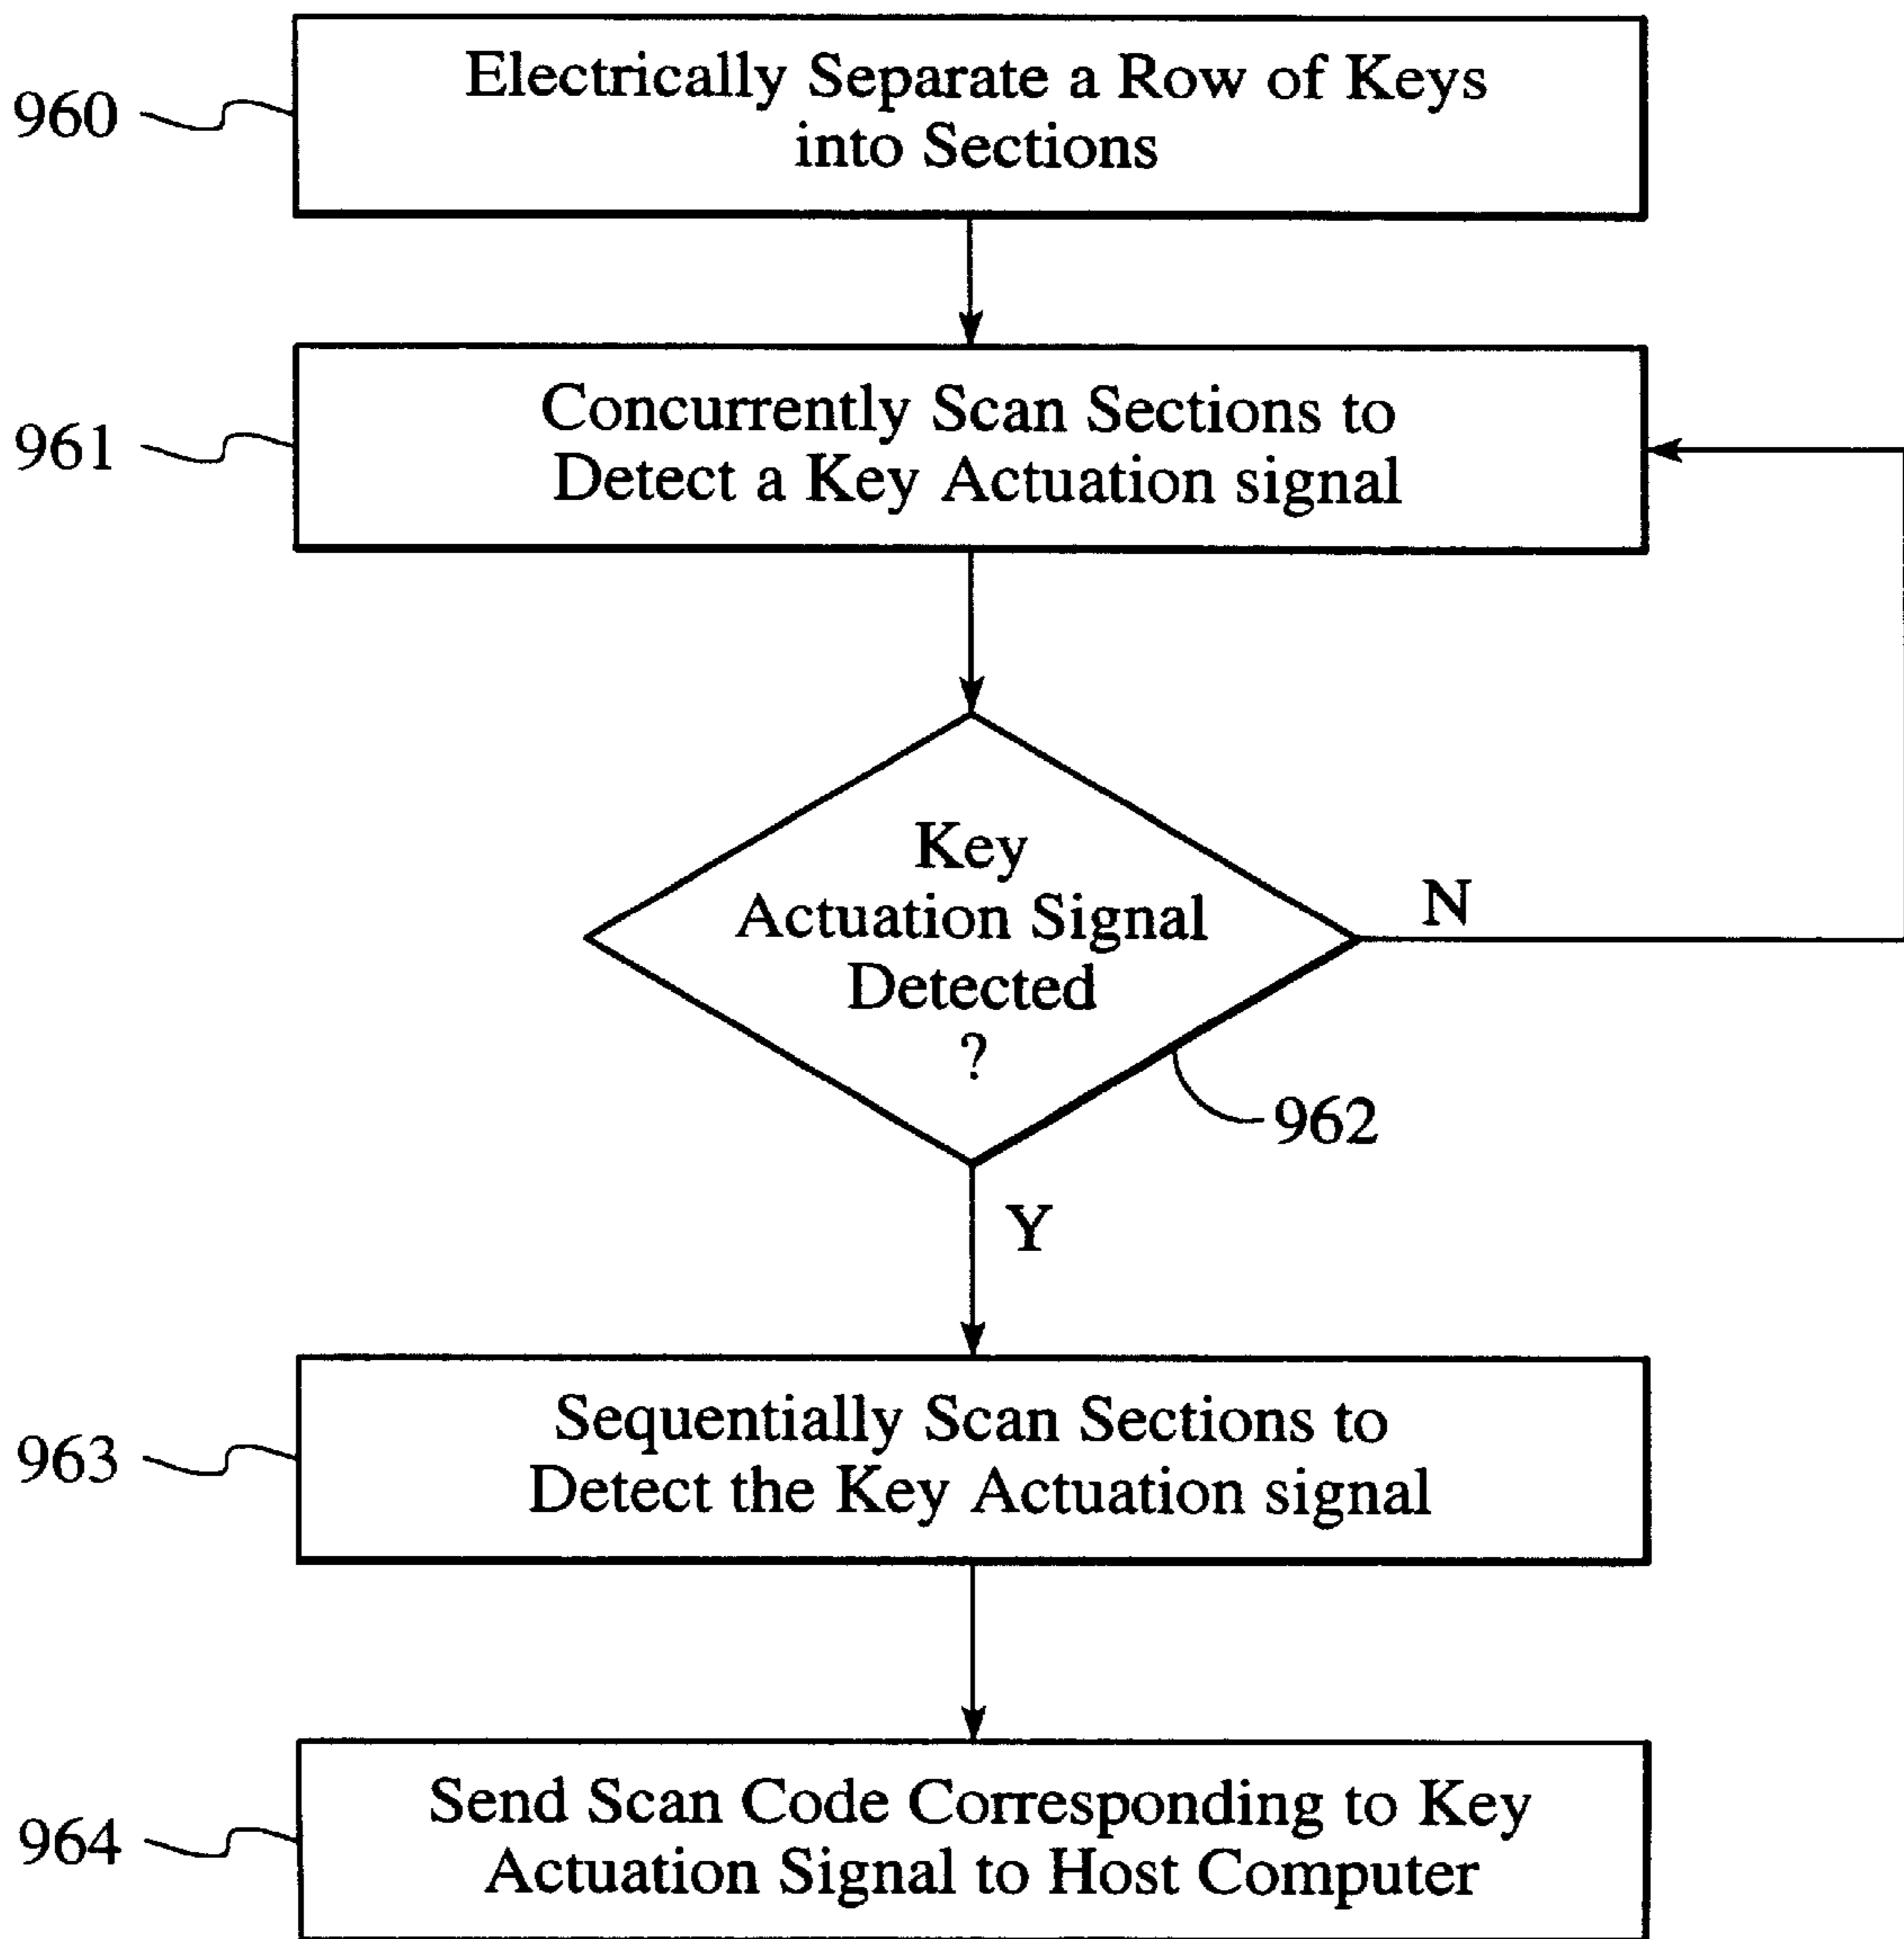 Electrically Separate a Row of Keys
into Sections
960
Concurrently Scan Sections to
Detect a Key Actuation signal
961
Key
Actuation Signal
Detected
?
N
962
Y
Sequentially Scan Sections to
Detect the Key Actuation signal
963
Send Scan Code Corresponding to Key
Actuation Signal to Host Computer
964